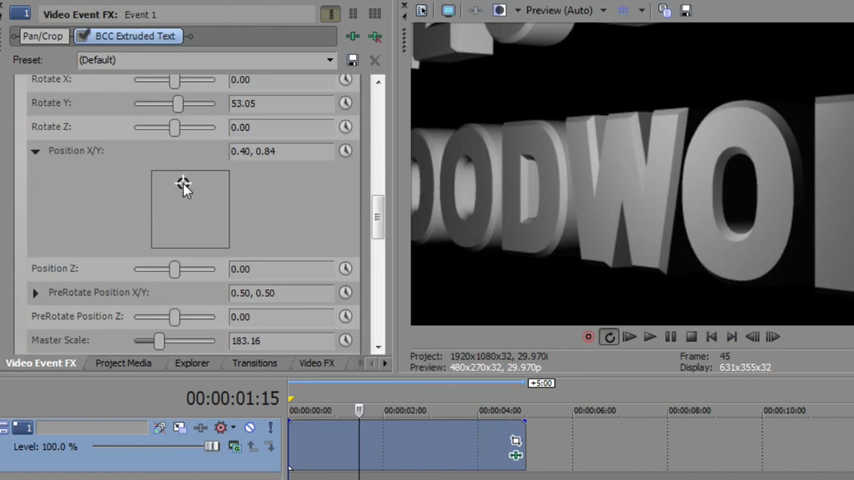 Video Event FX: Event 1
Pan/Crop BCC Extruded Text
Preset: (Default)
Rotate X: 0.00
Rotate Y: 53.05
Rotate Z: 0.00
Position X/Y: 0.40, 0.84
Position Z: 0.00
PreRotate Position X/Y: 0.50, 0.50
PreRotate Position Z: 0.00
Master Scale: 183.16
Video Event FX Project Media Explorer Transitions Video FX
Preview (Auto)
OODWO
Project: 1920x1080x32, 29.970i
Preview: 480x270x32, 29.970p
Frame: 45
Display: 631x355x32
+5:00
00:00:01:15
00:00:00:00 00:00:02:00 00:00:04:00 00:00:06:00 00:00:08:00 00:00:10:00
1
Level: 100.0 %